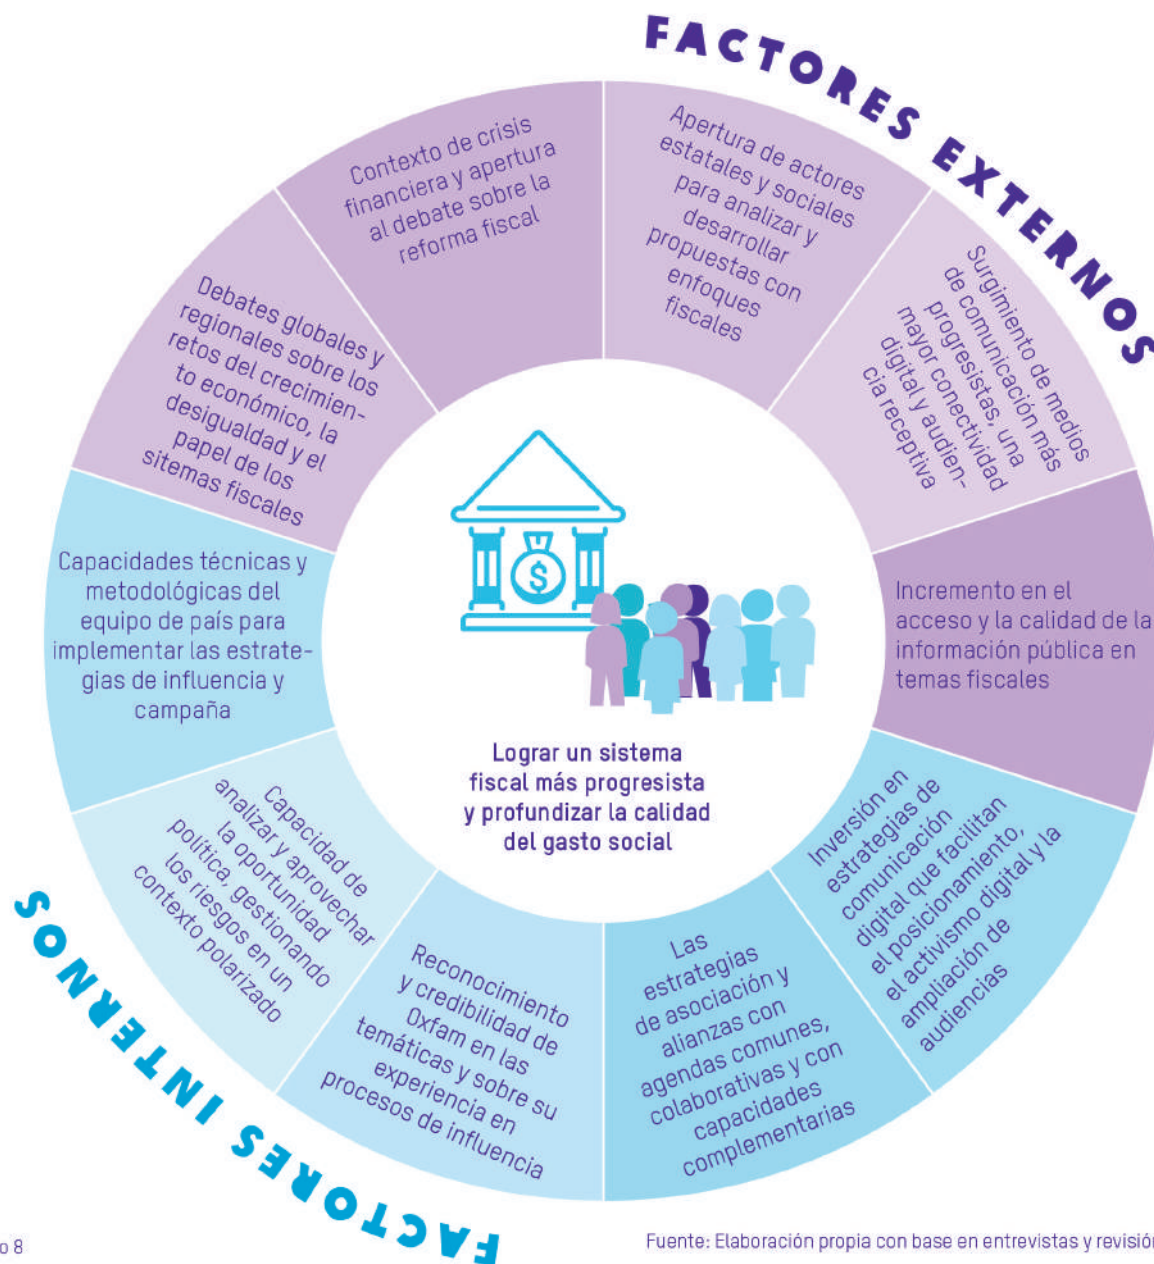 FACTORES EXTERNOS
Contexto de crisis
financiera y apertura
al debate sobre la
reforma fiscal
Apertura de actores
estatales y sociales
para analizar y
desarrollar
propuestas con
enfoques
fiscales
Surgimiento de medios
de comunicación más
progresistas, una
mayor conectividad
digital y audien-
cia receptiva
Incremento en el
acceso y la calidad de la
información pública en
temas fiscales
Debates globales y
regionales sobre los
retos del crecimien-
to económico, la
desigualdad y el
papel de los
sitemas fiscales
Capacidades técnicas y
metodológicas del
equipo de país para
implementar las estrate-
gias de influencia y
campaña
$
Lograr un sistema
fiscal más progresista
y profundizar la calidad
del gasto social
Capacidad de
analizar y aprovechar
la oportunidad
política, gestionando
los riesgos en un
contexto polarizado
Reconocimiento
y credibilidad de
Oxfam en las
temáticas y sobre su
experiencia en
procesos de influencia
Las
estrategias
de asociación y
alianzas con
agendas comunes,
colaborativas y con
capacidades
complementarias
Inversión en
estrategias de
comunicación
digital que facilitan
el posicionamiento,
el activismo digital y la
ampliación de
audiencias
FACTORES INTERNOS
o 8
Fuente: Elaboración propia con base en entrevistas y revisión